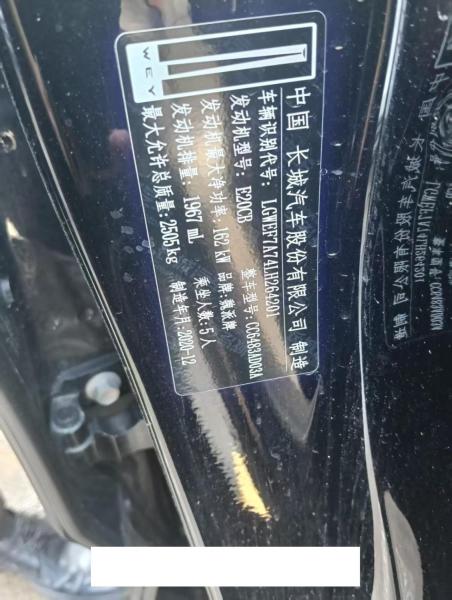 WEY
中国 长城汽车股份有限公司 制造
车辆识别代号: LGWEF7A74LH264201
发动机型号: E20CB 整车型号: CC6483AD03A
发动机最大净功率: 162 kW 品牌: 魏派牌
发动机排量: 1967 mL 乘坐人数: 5人
最大允许总质量: 2505 kg 制造年月: 2020-12